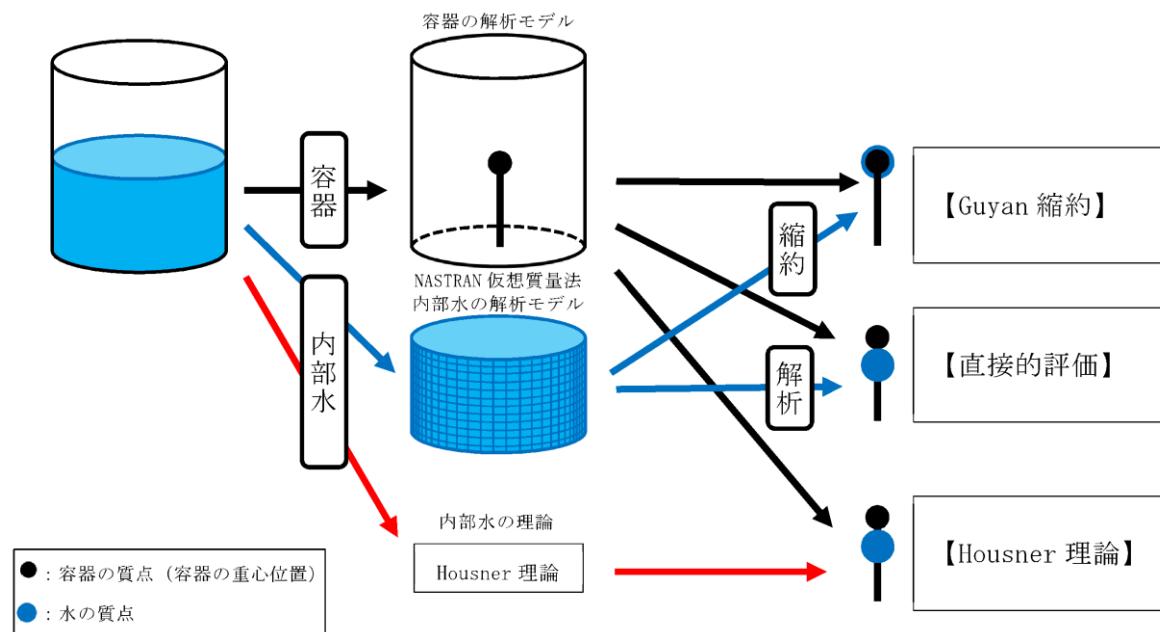 容器の解析モデル
容器
NASTRAN 仮想質量法
内部水の解析モデル
内部水
縮約
解析
【Guyan 縮約】
【直接的評価】
内部水の理論
Housner 理論
【Housner 理論】
●：容器の質点（容器の重心位置）
●：水の質点